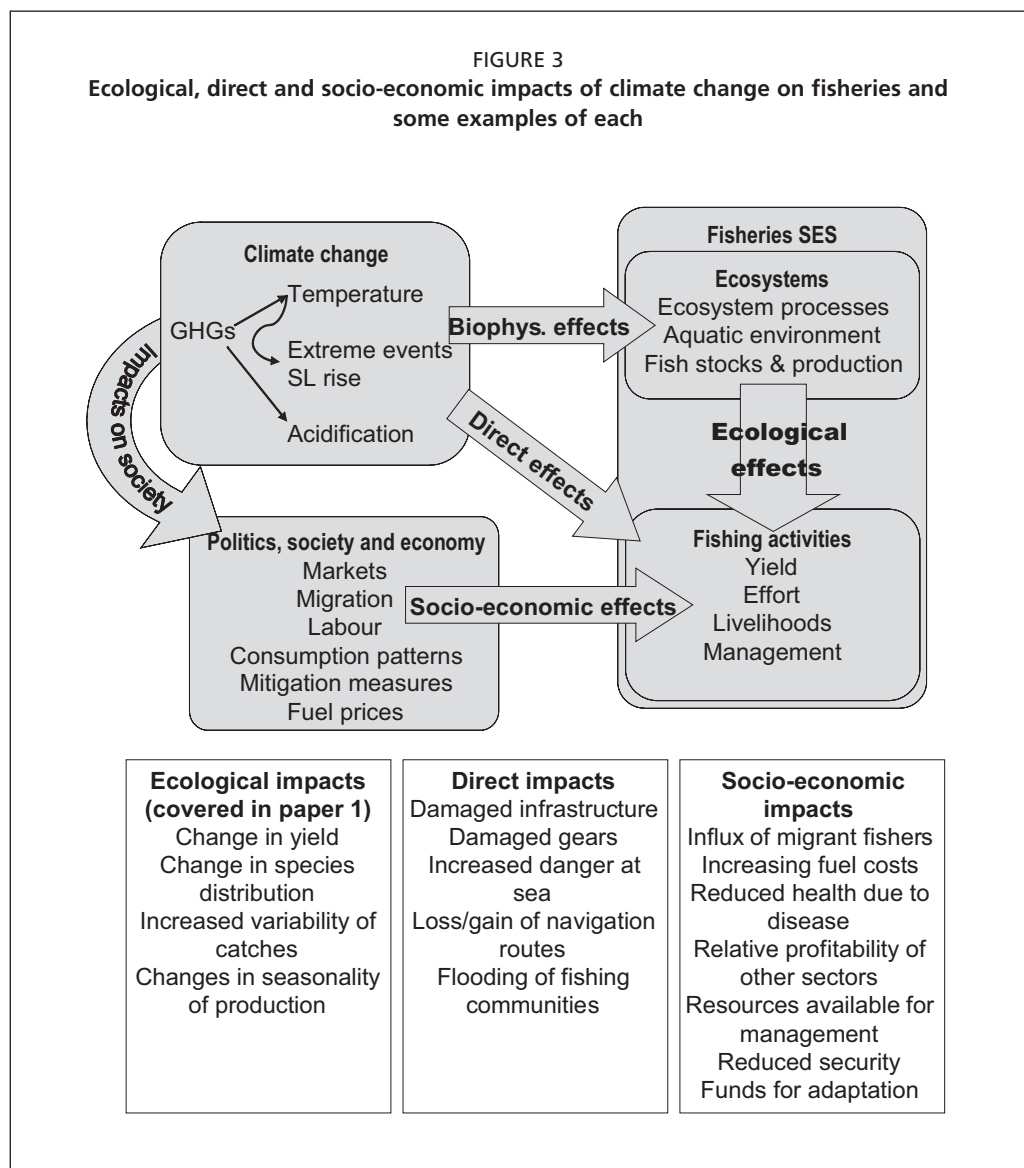 FIGURE 3
Ecological, direct and socio-economic impacts of climate change on fisheries and
some examples of each
Climate change
Temperature
GHGs
Extreme events
SL rise
Acidification
Impacts on society
Biophys. effects
Direct effects
Fisheries SES
Ecosystems
Ecosystem processes
Aquatic environment
Fish stocks & production
Ecological
effects
Politics, society and economy
Markets
Migration
Labour
Consumption patterns
Mitigation measures
Fuel prices
Socio-economic effects
Fishing activities
Yield
Effort
Livelihoods
Management
Ecological impacts
(covered in paper 1)
Change in yield
Change in species
distribution
Increased variability of
catches
Changes in seasonality
of production
Direct impacts
Damaged infrastructure
Damaged gears
Increased danger at
sea
Loss/gain of navigation
routes
Flooding of fishing
communities
Socio-economic
impacts
Influx of migrant fishers
Increasing fuel costs
Reduced health due to
disease
Relative profitability of
other sectors
Resources available for
management
Reduced security
Funds for adaptation